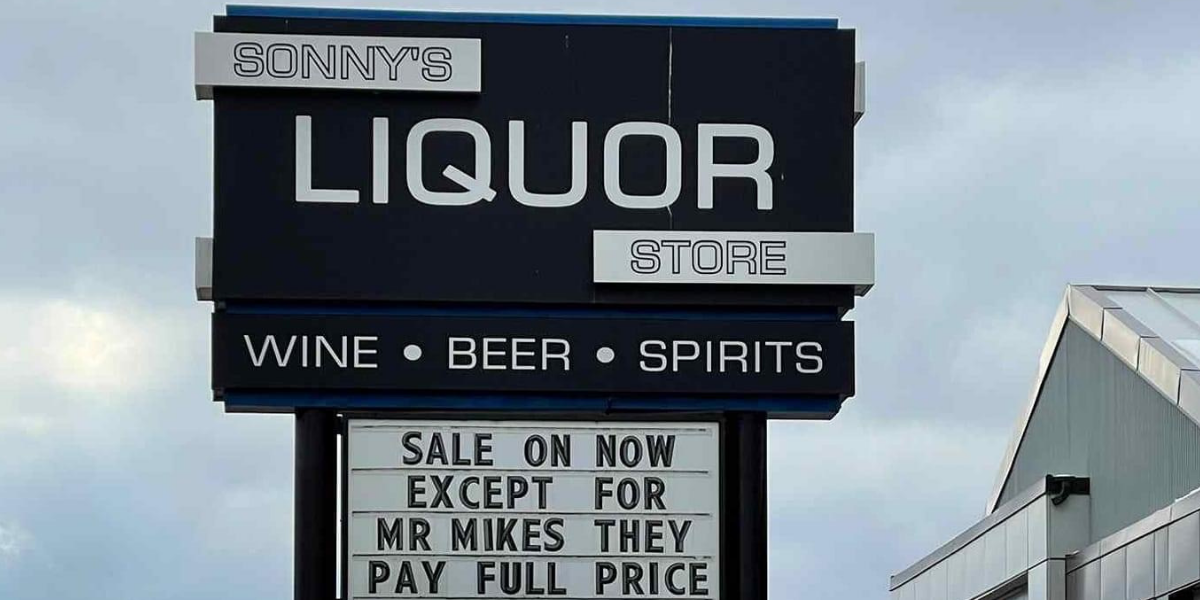 SONNY'S
LIQUOR
STORE
WINE • BEER • SPIRITS
SALE ON NOW
EXCEPT FOR
MR MIKES THEY
PAY FULL PRICE